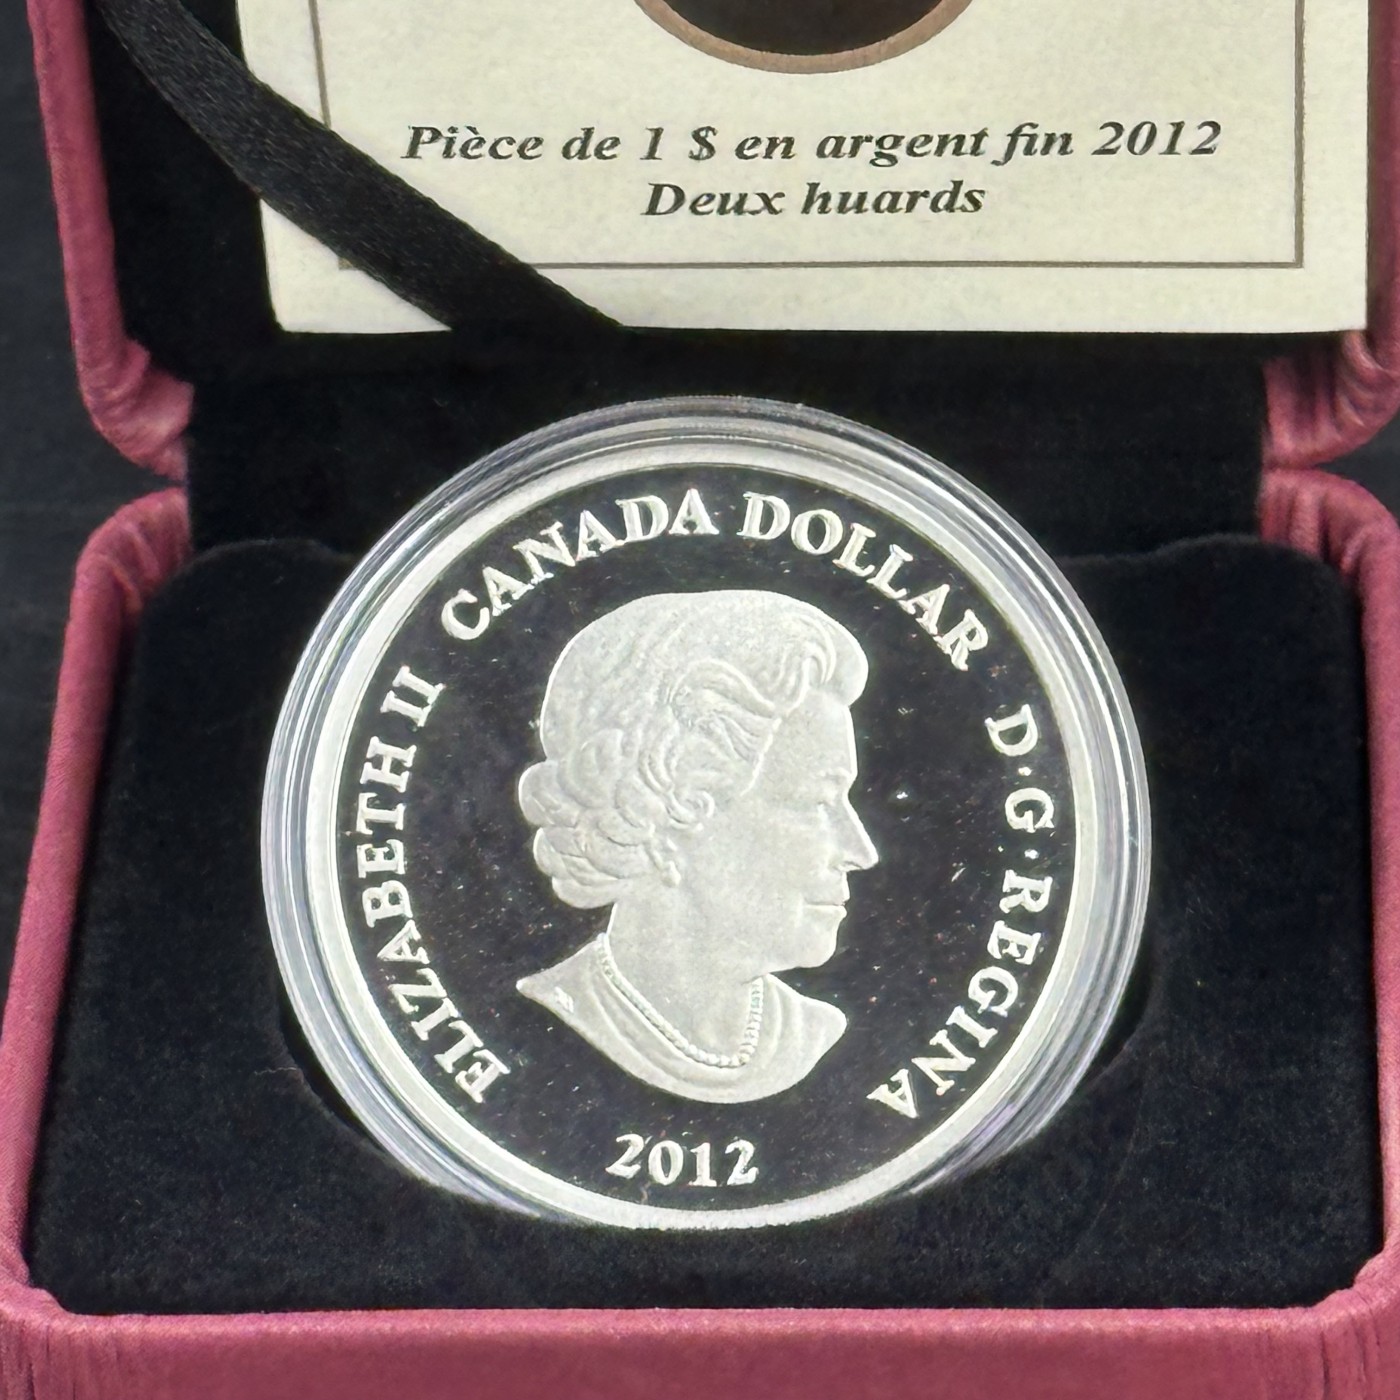 Pièce de 1 $ en argent fin 2012
Deux huards
ELIZABETH II CANADA DOLLAR D·G·REGINA
2012